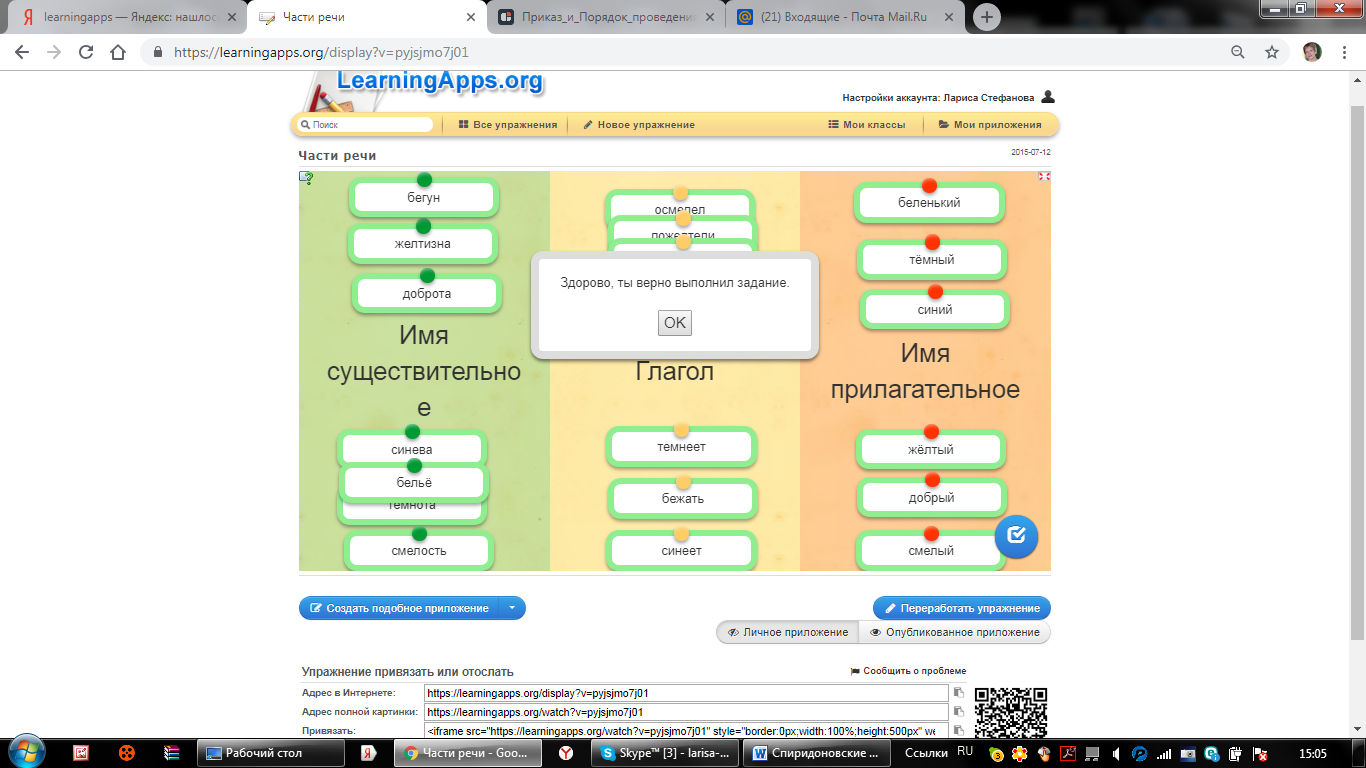 learningapps — Яндекс: нашлос
Части речи
Приказ_и_Порядок_проведени
(21) Входящие - Почта Mail.Ru
https://learningapps.org/display?v=pyjsjmo7j01
LearningApps.org
Настройки аккаунта: Лариса Стефанова
Поиск
Все упражнения
Новое упражнение
Мои классы
Мои приложения
Части речи
2015-07-12
бегун
желтизна
доброта
Имя
существительно
е
синева
бельё
темнота
смелость
осмелел
пожелтели
Здорово, ты верно выполнил задание.
OK
Глагол
темнеет
бежать
синеет
беленький
тёмный
синий
Имя
прилагательное
жёлтый
добрый
смелый
Создать подобное приложение
Переработать упражнение
Личное приложение
Опубликованное приложение
Упражнение привязать или отослать
Сообщить о проблеме
Адрес в Интернете:
https://learningapps.org/display?v=pyjsjmo7j01
Адрес полной картинки:
https://learningapps.org/watch?v=pyjsjmo7j01
Привязать:
<iframe src="https://learningapps.org/watch?v=pyjsjmo7j01" style="border:0px;width:100%;height:500px" we
Рабочий стол
Части речи - Goo...
Skype™ [3] - larisa-...
Спиридоновские ...
Ссылки
RU
15:05